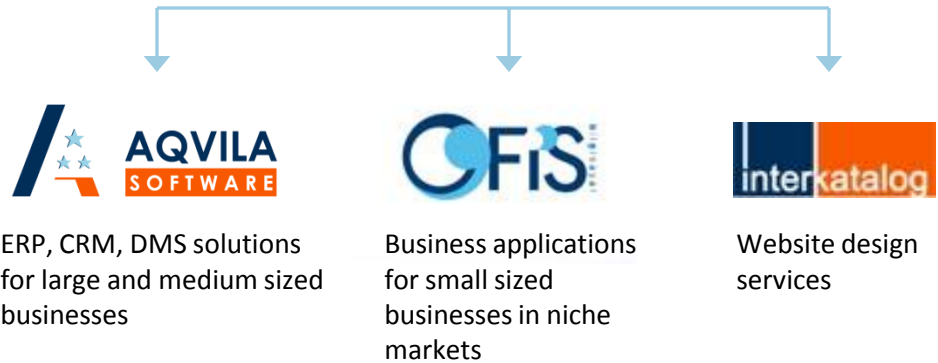 AQVILA
SOFTWARE
OFiS
interkatalog
ERP, CRM, DMS solutions
for large and medium sized
businesses
Business applications
for small sized
businesses in niche
markets
Website design
services